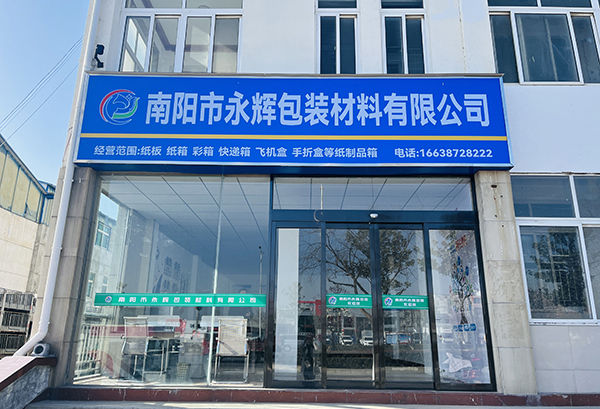 南阳市永辉包装材料有限公司
经营范围:纸板 纸箱 彩箱 快递箱 飞机盒 手折盒等纸制品箱 电话:16638728222
南阳市永辉包装材料有限公司